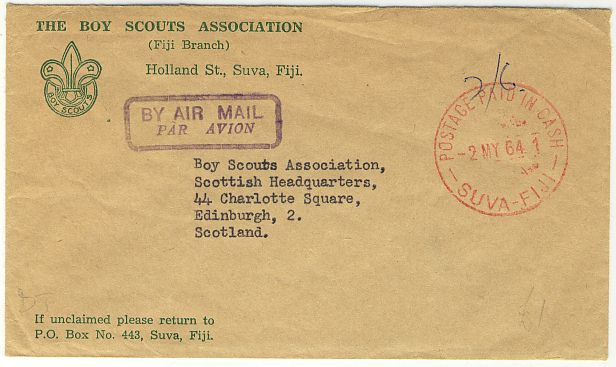 THE BOY SCOUTS ASSOCIATION
(Fiji Branch)
Holland St., Suva, Fiji.
BOY SCOUTS
BY AIR MAIL
PAR AVION
2/6.
POSTAGE PAID IN CASH
-2 MY 64 1
SUVA-FIJI
Boy Scouts Association,
Scottish Headquarters,
44 Charlotte Square,
Edinburgh, 2.
Scotland.
If unclaimed please return to
P.O. Box No. 443, Suva, Fiji.